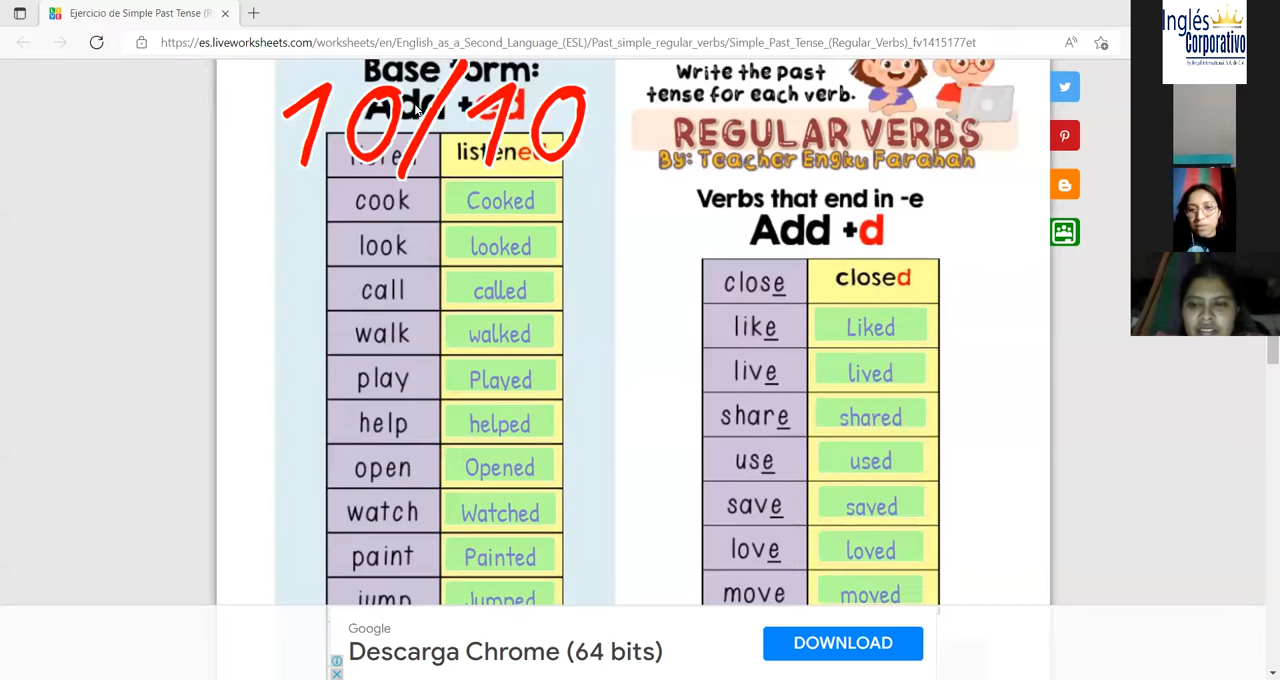 Ejercicio de Simple Past Tense (R
https://es.liveworksheets.com/worksheets/en/English_as_a_Second_Language_(ESL)/Past_simple_regular_verbs/Simple_Past_Tense_(Regular_Verbs)_fv1415177et
Inglés
Corporativo
Base form:
Add +ed
10/10
listened
cook Cooked
look looked
call called
walk walked
play Played
help helped
open Opened
watch Watched
paint Painted
jump Jumped
Write the past
tense for each verb.
REGULAR VERBS
By: Teacher Engku Farahah
Verbs that end in -e
Add +d
close closed
like Liked
live lived
share shared
use used
save saved
love loved
move moved
Google
Descarga Chrome (64 bits)
DOWNLOAD